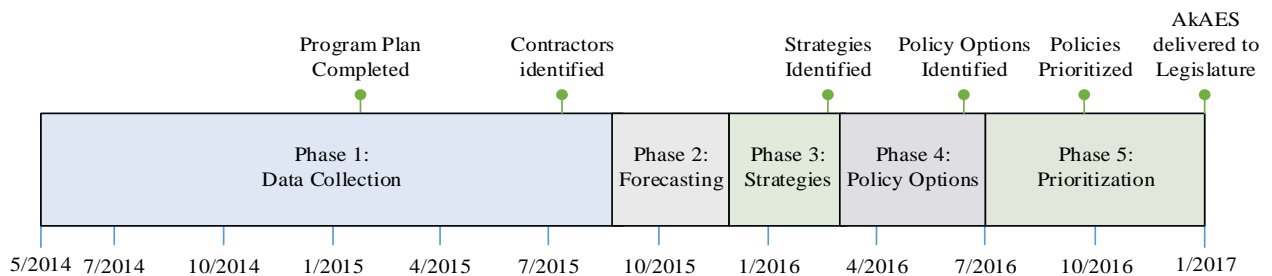 Program Plan
Completed
Contractors
identified
Strategies
Identified
Policy Options
Identified
Policies
Prioritized
AkAES
delivered to
Legislature
Phase 1:
Data Collection
Phase 2:
Forecasting
Phase 3:
Strategies
Phase 4:
Policy Options
Phase 5:
Prioritization
5/2014
7/2014
10/2014
1/2015
4/2015
7/2015
10/2015
1/2016
4/2016
7/2016
10/2016
1/2017